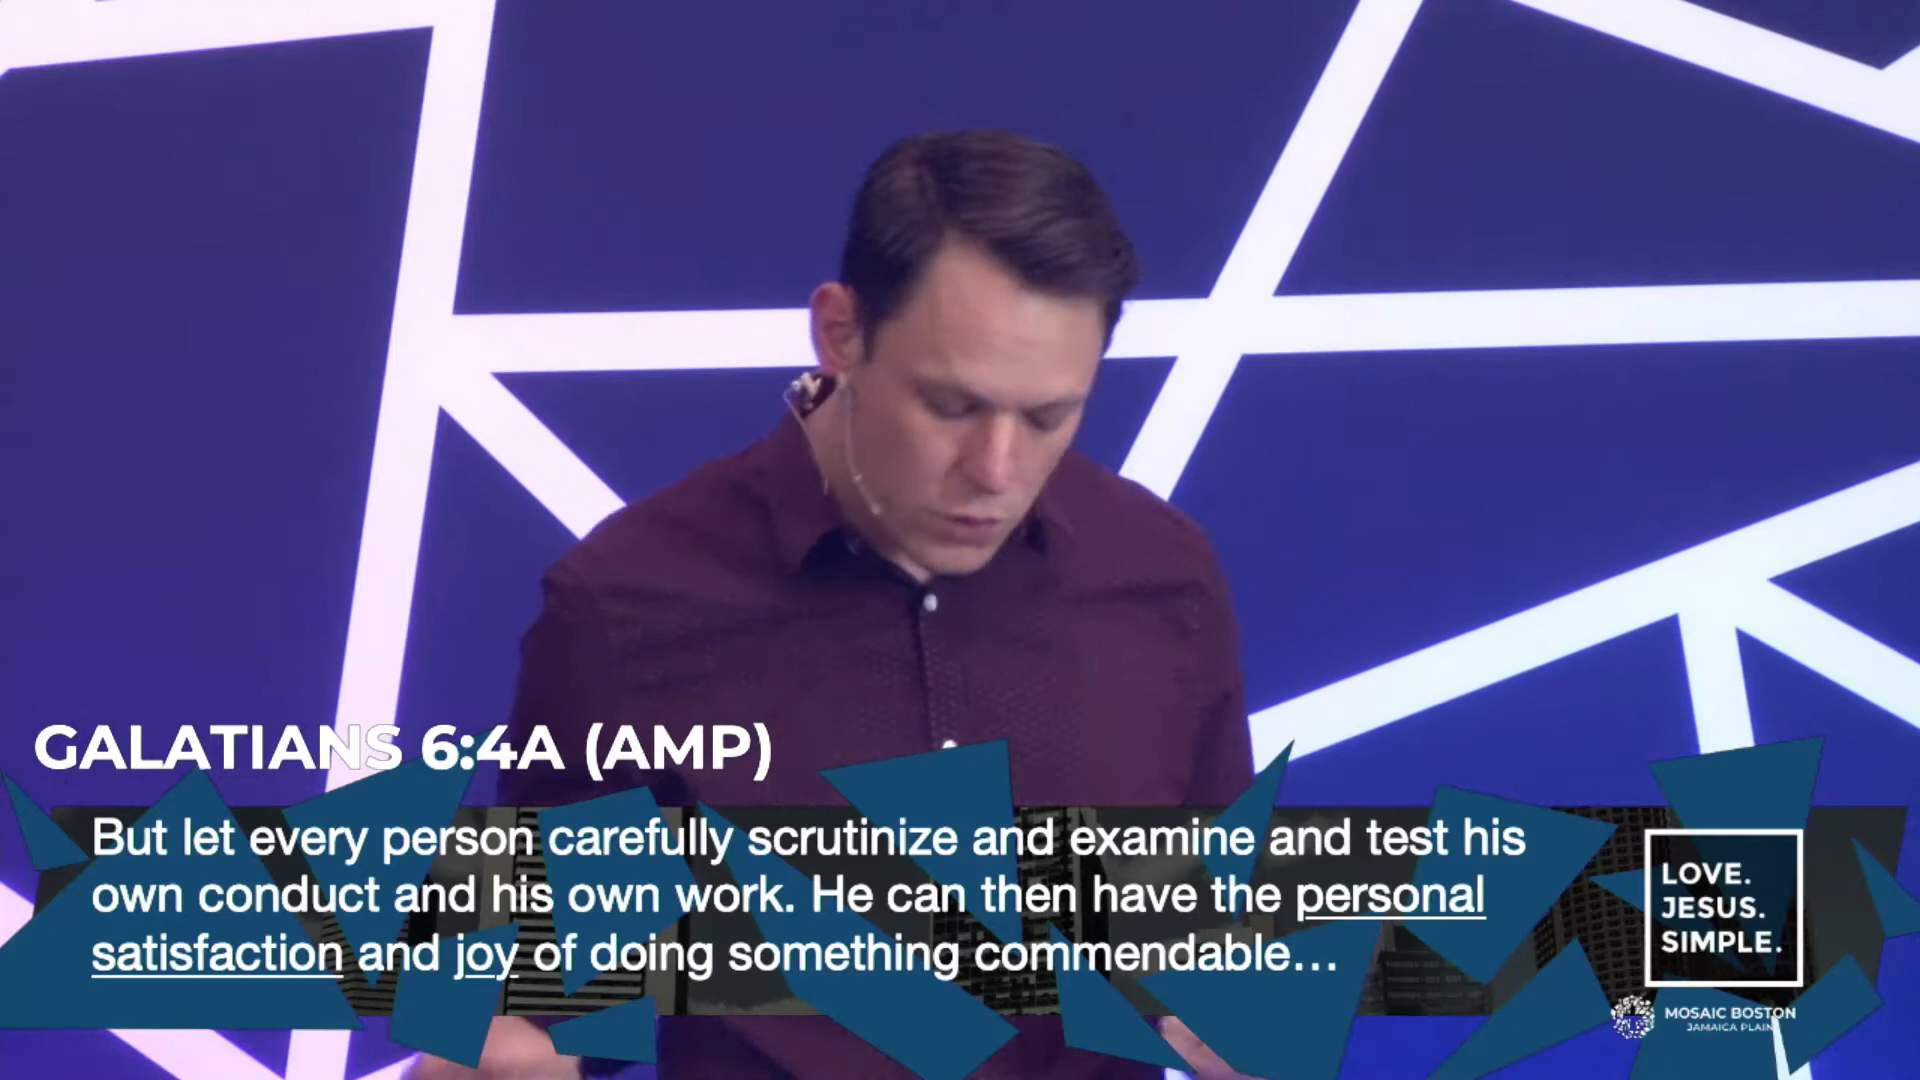 GALATIANS 6:4A (AMP)
But let every person carefully scrutinize and examine and test his
own conduct and his own work. He can then have the personal
satisfaction and joy of doing something commendable...
LOVE.
JESUS.
SIMPLE.
MOSAIC BOSTON
JAMAICA PLAIN